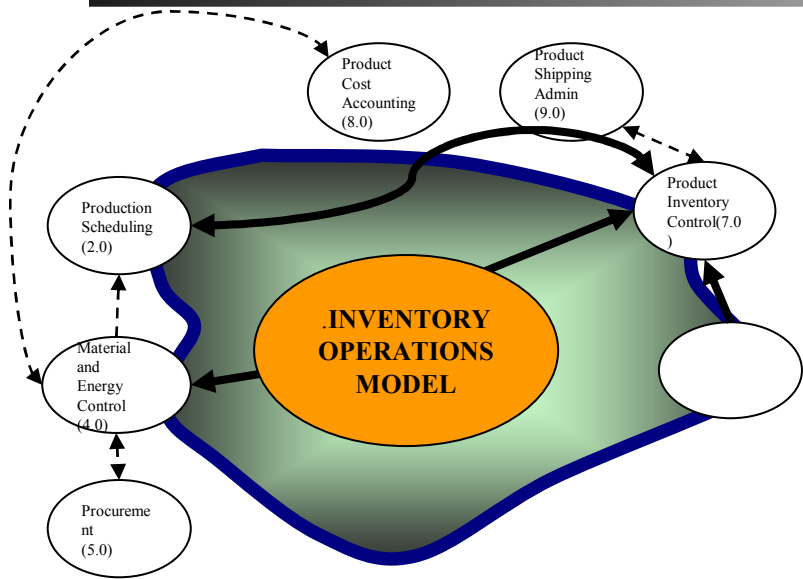 Product
Cost
Accounting
(8.0)
Product
Shipping
Admin
(9.0)
Production
Scheduling
(2.0)
Product
Inventory
Control(7.0
)
.INVENTORY
OPERATIONS
MODEL
Material
and
Energy
Control
(4.0)
Procureme
nt
(5.0)